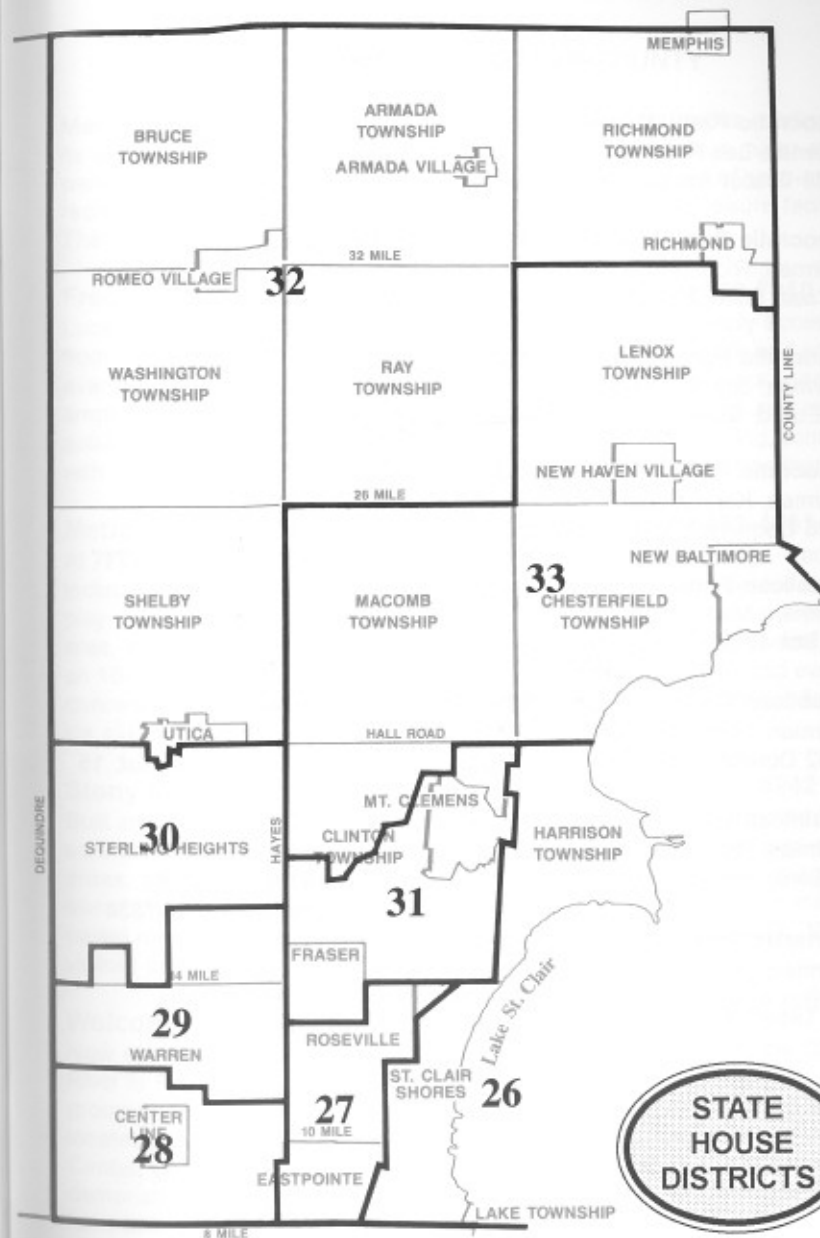 MEMPHIS
BRUCE
TOWNSHIP
ARMADA
TOWNSHIP
RICHMOND
TOWNSHIP
ARMADA VILLAGE
RICHMOND
32 MILE
ROMEO VILLAGE
32
WASHINGTON
TOWNSHIP
RAY
TOWNSHIP
LENOX
TOWNSHIP
COUNTY LINE
NEW HAVEN VILLAGE
26 MILE
NEW BALTIMORE
33
SHELBY
TOWNSHIP
MACOMB
TOWNSHIP
CHESTERFIELD
TOWNSHIP
UTICA
HALL ROAD
DEQUINDRE
HAYES
30
STERLING HEIGHTS
MT. CLEMENS
CLINTON
TOWNSHIP
HARRISON
TOWNSHIP
31
FRASER
14 MILE
Lake St. Clair
29
WARREN
ROSEVILLE
ST. CLAIR
SHORES
26
CENTER
LINE
28
27
10 MILE
EASTPOINTE
LAKE TOWNSHIP
8 MILE
STATE
HOUSE
DISTRICTS